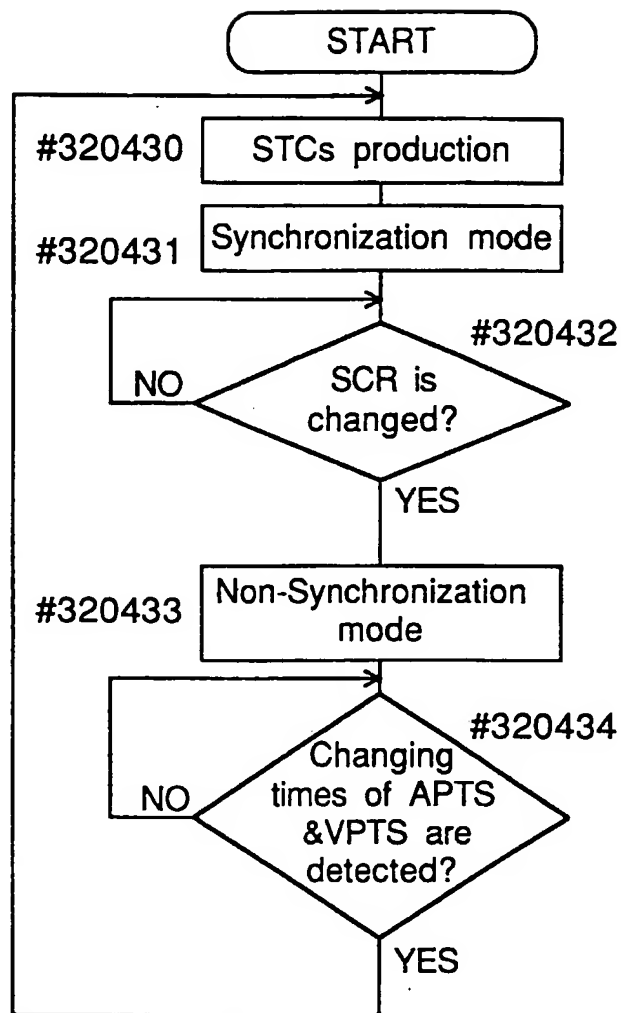 START
#320430
STCs production
#320431
Synchronization mode
#320432
SCR is
changed?
NO
YES
#320433
Non-Synchronization
mode
#320434
Changing
times of APTS
&VPTS are
detected?
NO
YES